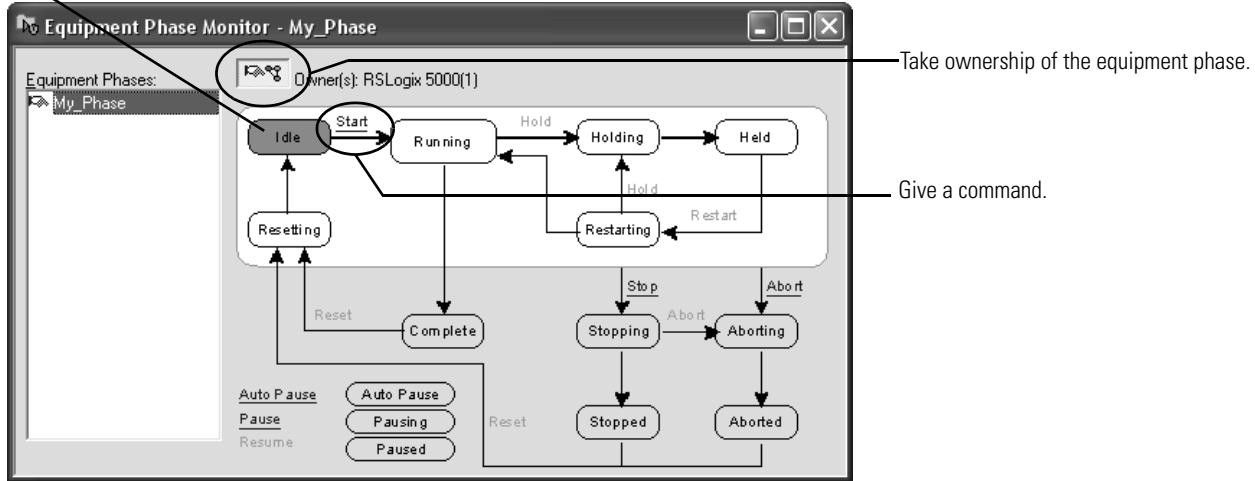 Equipment Phase Monitor - My_Phase
Take ownership of the equipment phase.
Equipment Phases:
Owner(s): RSLogix 5000(1)
My_Phase
Start
Hold
Idle
Running
Holding
Held
Give a command.
Hold
Restart
Resetting
Restarting
Stop
Abort
Reset
Abort
Complete
Stopping
Aborting
Auto Pause
Auto Pause
Pause
Pausing
Reset
Stopped
Aborted
Resume
Paused